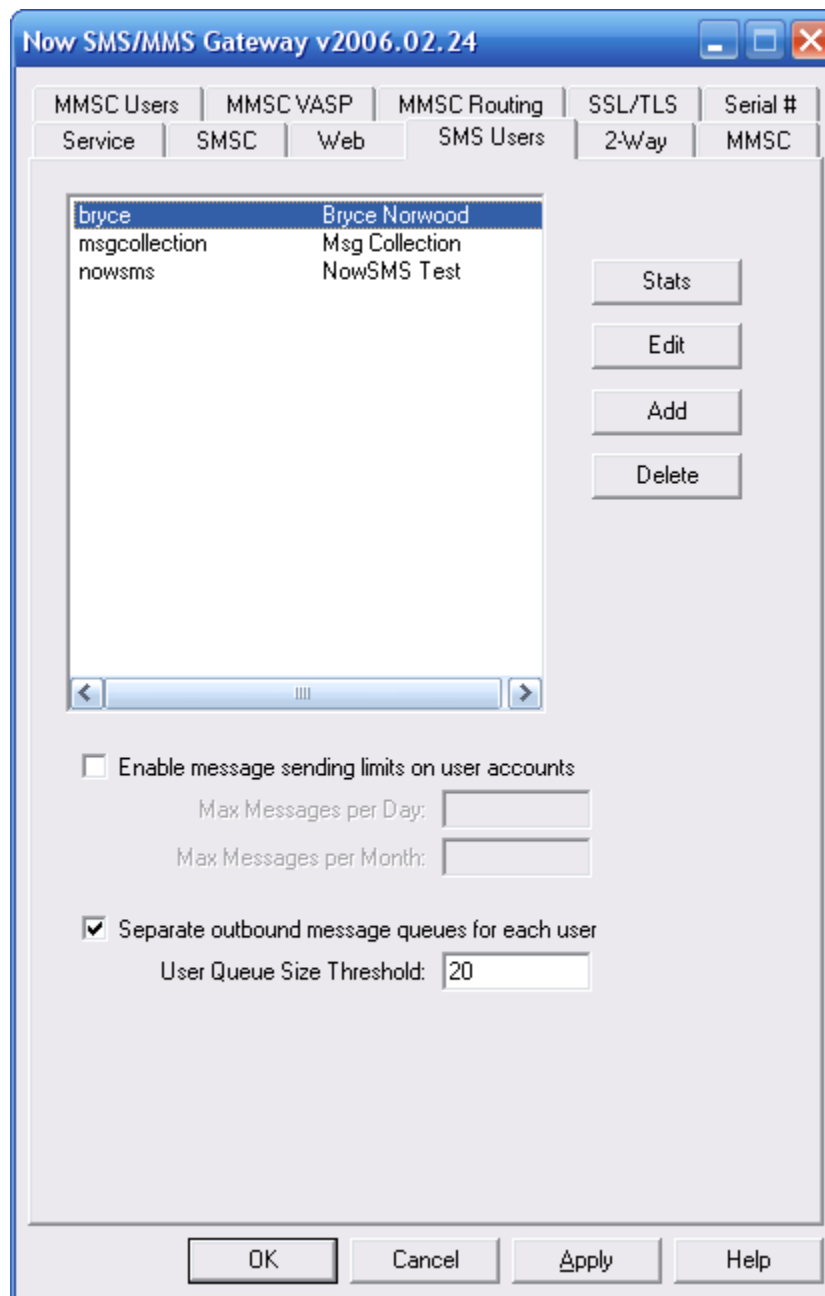 Now SMS/MMS Gateway v2006.02.24
MMSC Users MMSC VASP MMSC Routing SSL/TLS Serial #
Service SMSC Web SMS Users 2-Way MMSC
bryce Bryce Norwood
msgcollection Msg Collection
nowsms NowSMS Test
Stats
Edit
Add
Delete
Enable message sending limits on user accounts
Max Messages per Day:
Max Messages per Month:
Separate outbound message queues for each user
User Queue Size Threshold: 20
OK Cancel Apply Help